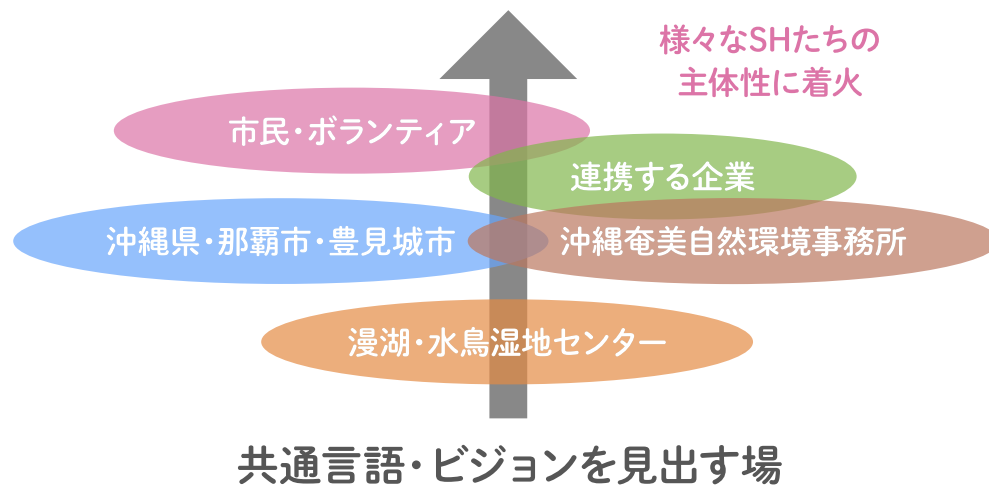 様々なSHたちの
主体性に着火
市民・ボランティア
連携する企業
沖縄県・那覇市・豊見城市
沖縄奄美自然環境事務所
漫湖・水鳥湿地センター
共通言語・ビジョンを見出す場